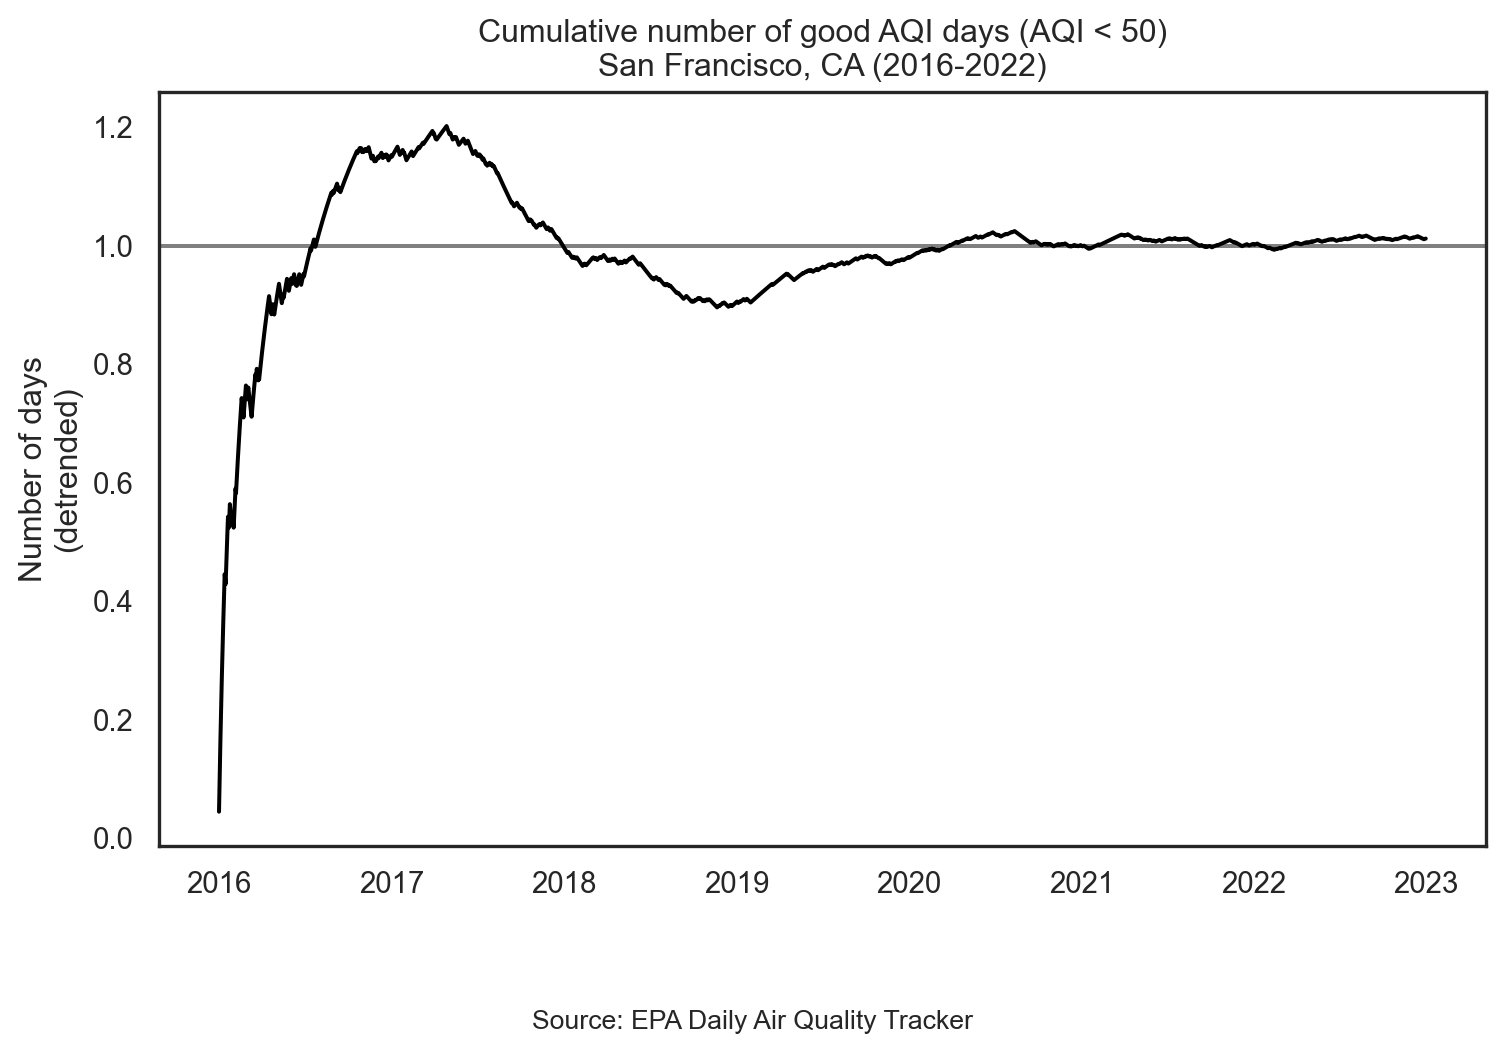 Cumulative number of good AQI days (AQI < 50)
San Francisco, CA (2016-2022)
Number of days
(detrended)
1.2
1.0
0.8
0.6
0.4
0.2
0.0
2016 2017 2018 2019 2020 2021 2022 2023
Source: EPA Daily Air Quality Tracker